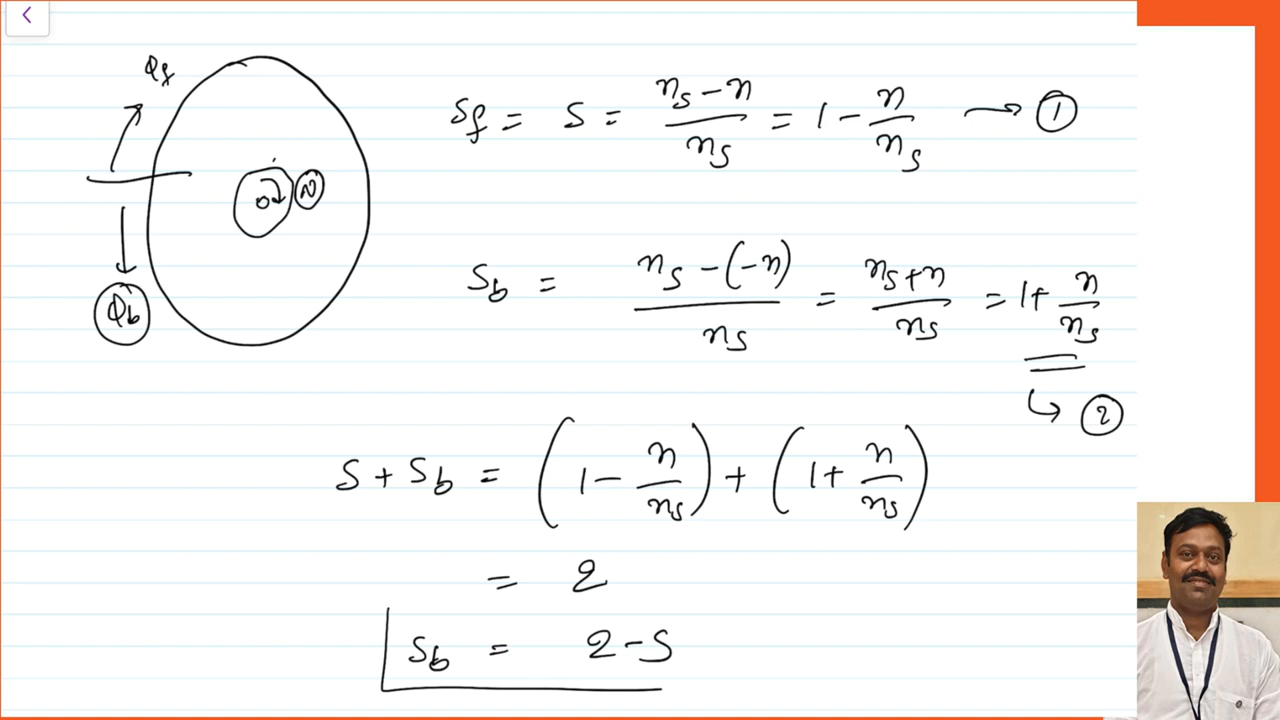 Φf
Sf = S = (ns - n)/ns = 1 - n/ns → ①
N
Φb
Sb = (ns - (-n))/ns = (ns + n)/ns = 1 + n/ns
↳ ②
S + Sb = (1 - n/ns) + (1 + n/ns)
= 2
Sb = 2 - S